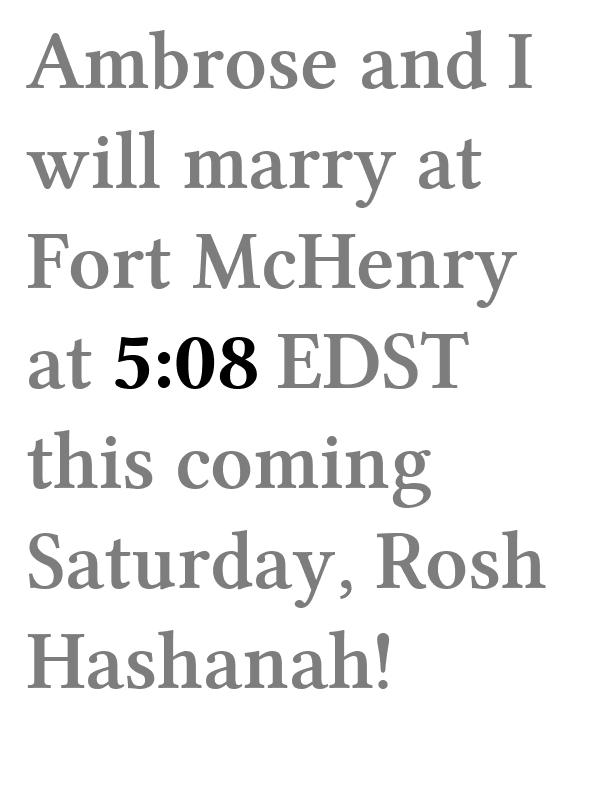 Ambrose and I
will marry at
Fort McHenry
at 5:08 EDST
this coming
Saturday, Rosh
Hashanah!